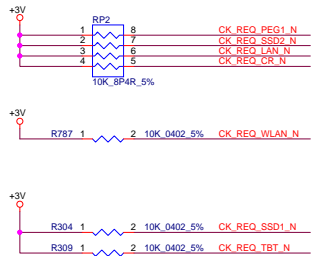 +3V
RP2
1 8 CK_REQ_PEG1_N
2 7 CK_REQ_SSD2_N
3 6 CK_REQ_LAN_N
4 5 CK_REQ_CR_N
10K_8P4R_5%
+3V
R787 1 2 10K_0402_5% CK_REQ_WLAN_N
+3V
R304 1 2 10K_0402_5% CK_REQ_SSD1_N
R309 1 2 10K_0402_5% CK_REQ_TBT_N